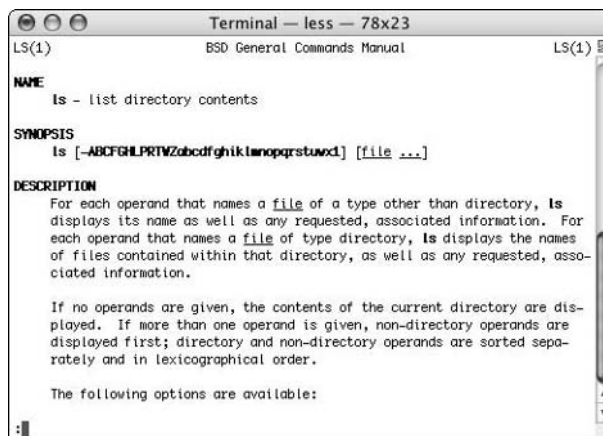 Terminal — less — 78x23
LS(1) BSD General Commands Manual LS(1)
NAME
ls – list directory contents
SYNOPSIS
ls [-ABCFGHLPRTWZabcdfghiklmnopqrstuwx1] [file ...]
DESCRIPTION
For each operand that names a file of a type other than directory, ls
displays its name as well as any requested, associated information. For
each operand that names a file of type directory, ls displays the names
of files contained within that directory, as well as any requested, asso-
ciated information.
If no operands are given, the contents of the current directory are dis-
played. If more than one operand is given, non-directory operands are
displayed first; directory and non-directory operands are sorted sepa-
rately and in lexicographical order.
The following options are available:
: